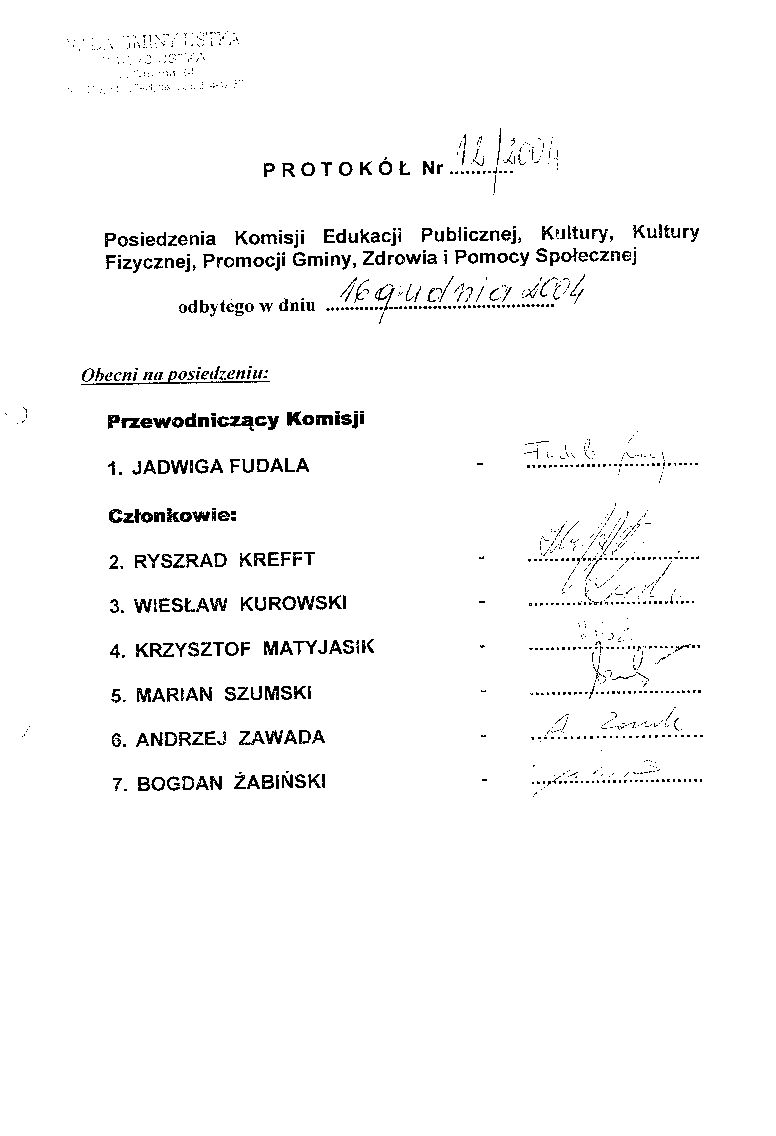 GMINY USTKA
PROTOKÓŁ Nr 12/2004
Posiedzenia Komisji Edukacji Publicznej, Kultury, Kultury
Fizycznej, Promocji Gminy, Zdrowia i Pomocy Społecznej
odbytego w dniu 16 grudnia 2004
Obecni na posiedzeniu:
Przewodniczący Komisji
1. JADWIGA FUDALA -
Członkowie:
2. RYSZRAD KREFFT -
3. WIESŁAW KUROWSKI -
4. KRZYSZTOF MATYJASIK -
5. MARIAN SZUMSKI -
6. ANDRZEJ ZAWADA -
7. BOGDAN ŻABIŃSKI -